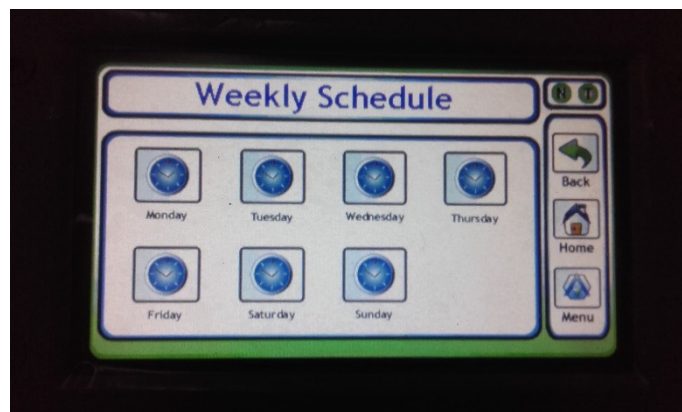 Weekly Schedule
N T
Monday Tuesday Wednesday Thursday
Friday Saturday Sunday
Back
Home
Menu